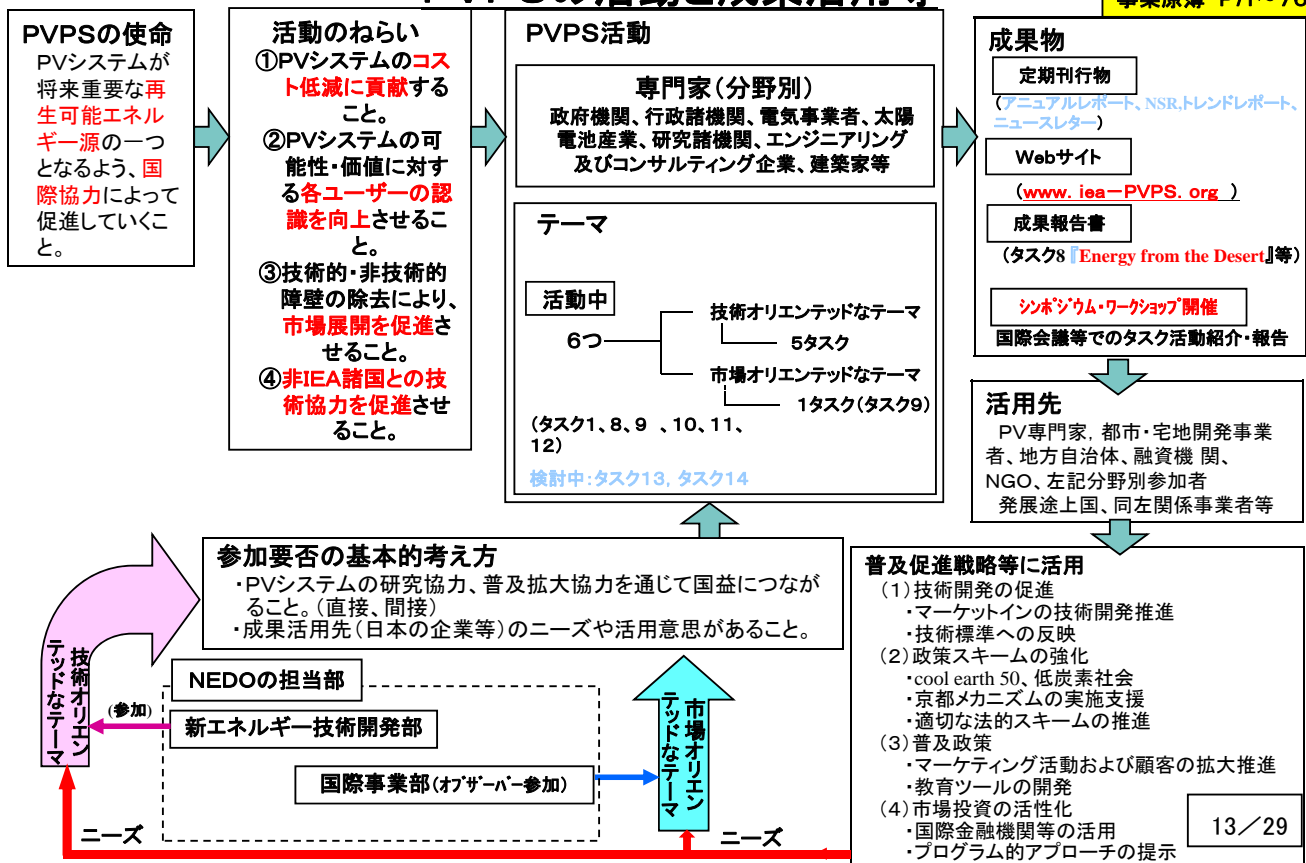 PVPSの活動と成果活用等
事業原簿 P71~76
PVPSの使命
PVシステムが
将来重要な再
生可能エネル
ギー源の一つ
となるよう、国
際協力によって
促進していくこ
と。
活動のねらい
①PVシステムのコス
ト低減に貢献する
こと。
②PVシステムの可
能性・価値に対す
る各ユーザーの認
識を向上させるこ
と。
③技術的・非技術的
障壁の除去により、
市場展開を促進さ
せること。
④非IEA諸国との技
術協力を促進させ
ること。
PVPS活動
専門家(分野別)
政府機関、行政諸機関、電気事業者、太陽
電池産業、研究諸機関、エンジニアリング
及びコンサルティング企業、建築家等
テーマ
活動中
6つ
技術オリエンテッドなテーマ
5タスク
市場オリエンテッドなテーマ
1タスク(タスク9)
(タスク1、8、9 、10、11、
12)
検討中:タスク13, タスク14
成果物
定期刊行物
(アニュアルレポート、NSR,トレンドレポート、
ニュースレター)
Webサイト
(www. iea-PVPS. org )
成果報告書
(タスク8『Energy from the Desert』等)
シンポジウム・ワークショップ開催
国際会議等でのタスク活動紹介・報告
活用先
PV専門家, 都市・宅地開発事業
者、地方自治体、融資機 関、
NGO、左記分野別参加者
発展途上国、同左関係事業者等
参加要否の基本的考え方
・PVシステムの研究協力、普及拡大協力を通じて国益につなが
ること。(直接、間接)
・成果活用先(日本の企業等)のニーズや活用意思があること。
技術オリエン
テッドなテーマ
NEDOの担当部
(参加)
新エネルギー技術開発部
国際事業部(オブザーバー参加)
市場オリエン
テッドなテーマ
ニーズ
ニーズ
普及促進戦略等に活用
(1)技術開発の促進
・マーケットインの技術開発推進
・技術標準への反映
(2)政策スキームの強化
・cool earth 50、低炭素社会
・京都メカニズムの実施支援
・適切な法的スキームの推進
(3)普及政策
・マーケティング活動および顧客の拡大推進
・教育ツールの開発
(4)市場投資の活性化
・国際金融機関等の活用
・プログラム的アプローチの提示
13/29